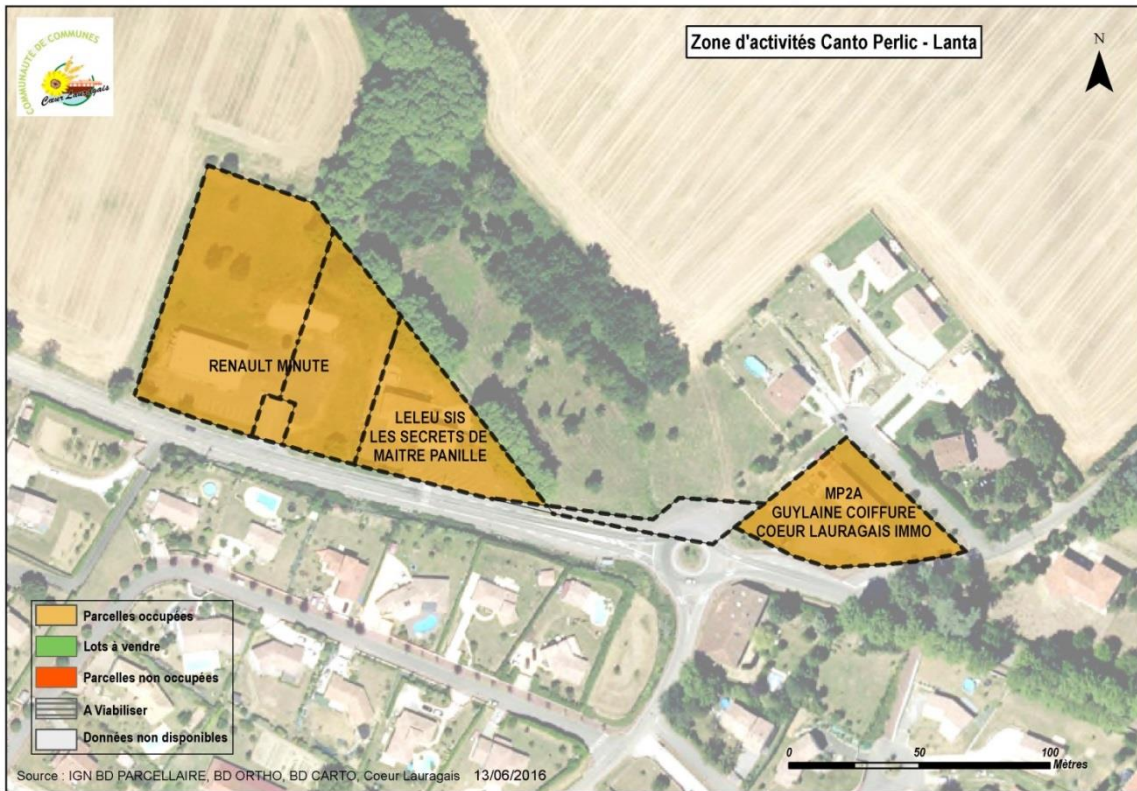 COMMUNAUTÉ DE COMMUNES
Cœur Lauragais
Zone d'activités Canto Perlic - Lanta
N
RENAULT MINUTE
LELEU SIS
LES SECRETS DE
MAITRE PANILLE
MP2A
GUYLAINE COIFFURE
COEUR LAURAGAIS IMMO
Parcelles occupées
Lots à vendre
Parcelles non occupées
A Viabiliser
Données non disponibles
0 50 100
Mètres
Source : IGN BD PARCELLAIRE, BD ORTHO, BD CARTO, Coeur Lauragais 13/06/2016